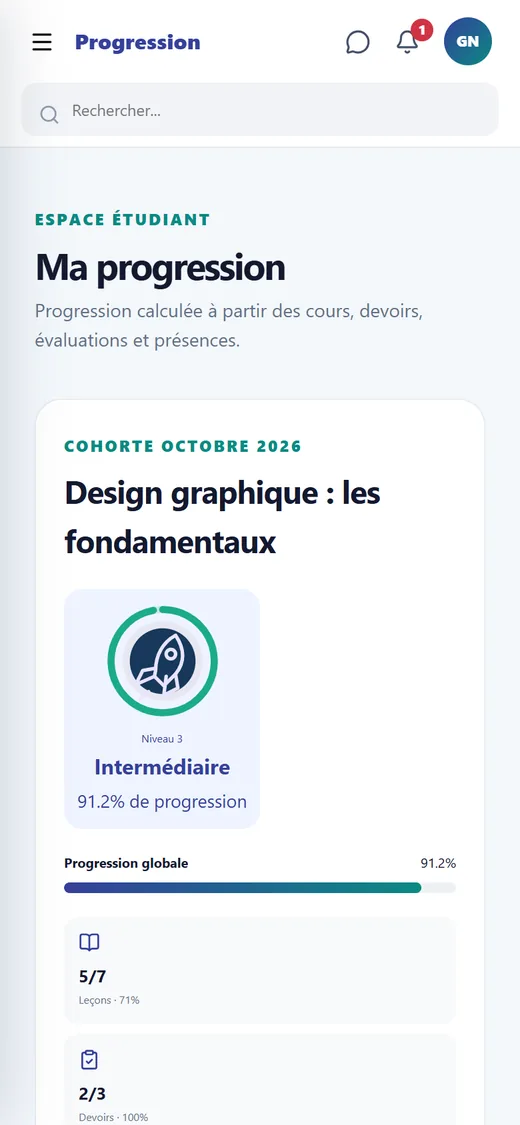 Progression
1
GN
Rechercher...
ESPACE ÉTUDIANT
Ma progression
Progression calculée à partir des cours, devoirs,
évaluations et présences.
COHORTE OCTOBRE 2026
Design graphique : les
fondamentaux
Niveau 3
Intermédiaire
91.2% de progression
Progression globale 91.2%
5/7
Leçons · 71%
2/3
Devoirs · 100%